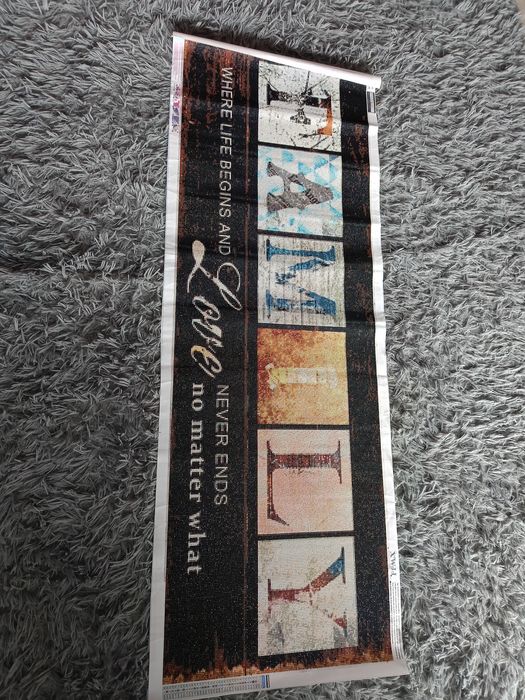 FAMILY
WHERE LIFE BEGINS AND
Love NEVER ENDS
no matter what